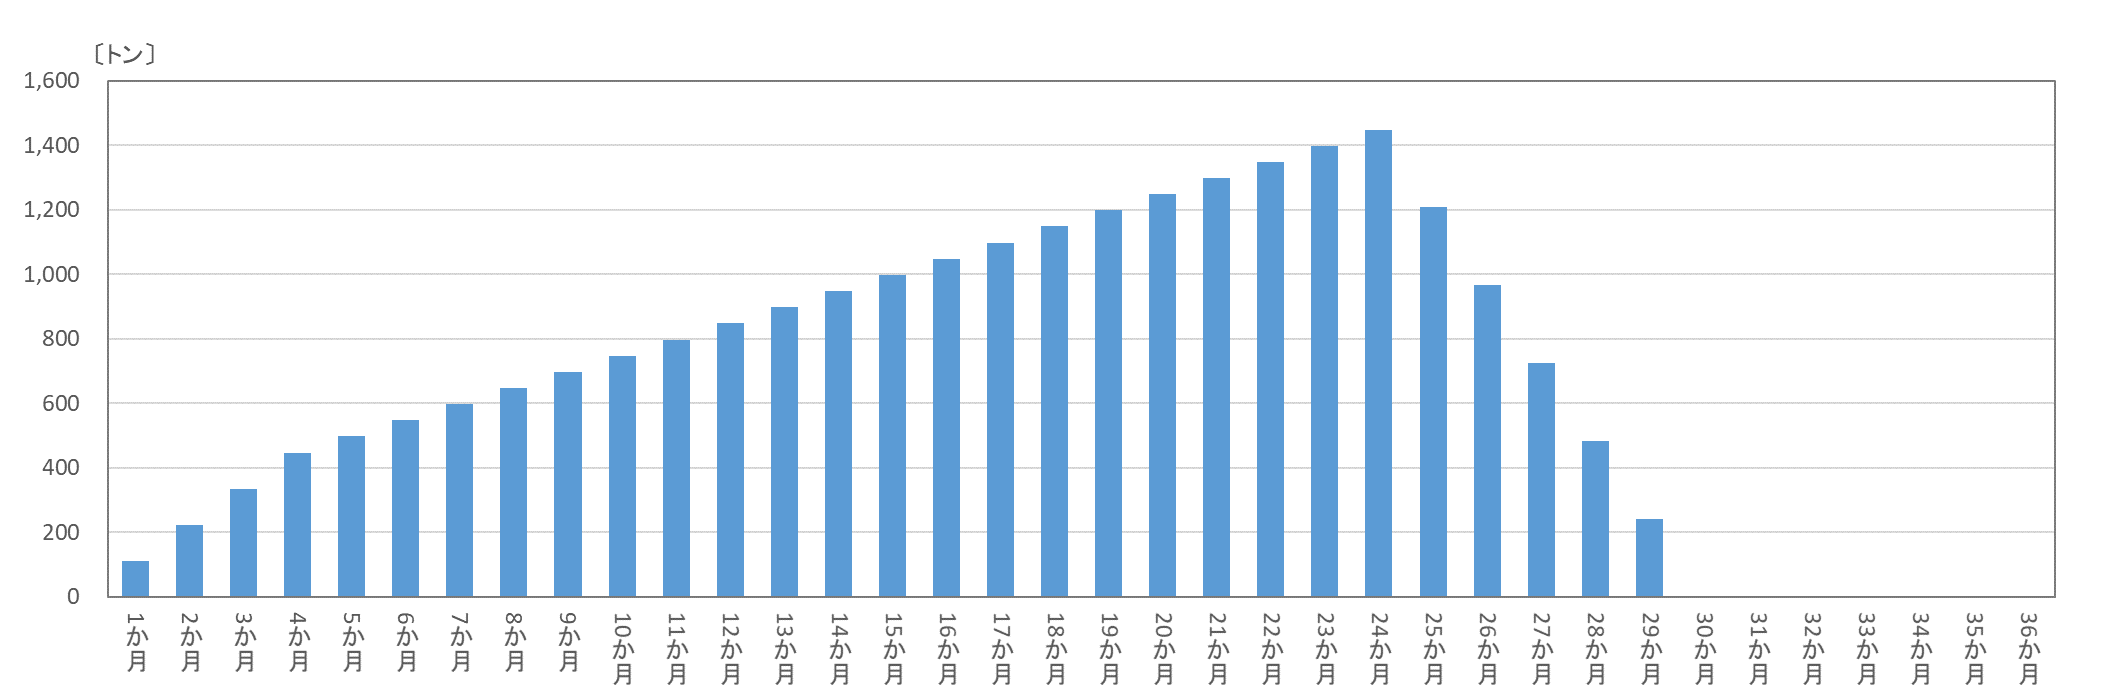 〔トン〕
1,600
1,400
1,200
1,000
800
600
400
200
0
1か月
2か月
3か月
4か月
5か月
6か月
7か月
8か月
9か月
10か月
11か月
12か月
13か月
14か月
15か月
16か月
17か月
18か月
19か月
20か月
21か月
22か月
23か月
24か月
25か月
26か月
27か月
28か月
29か月
30か月
31か月
32か月
33か月
34か月
35か月
36か月